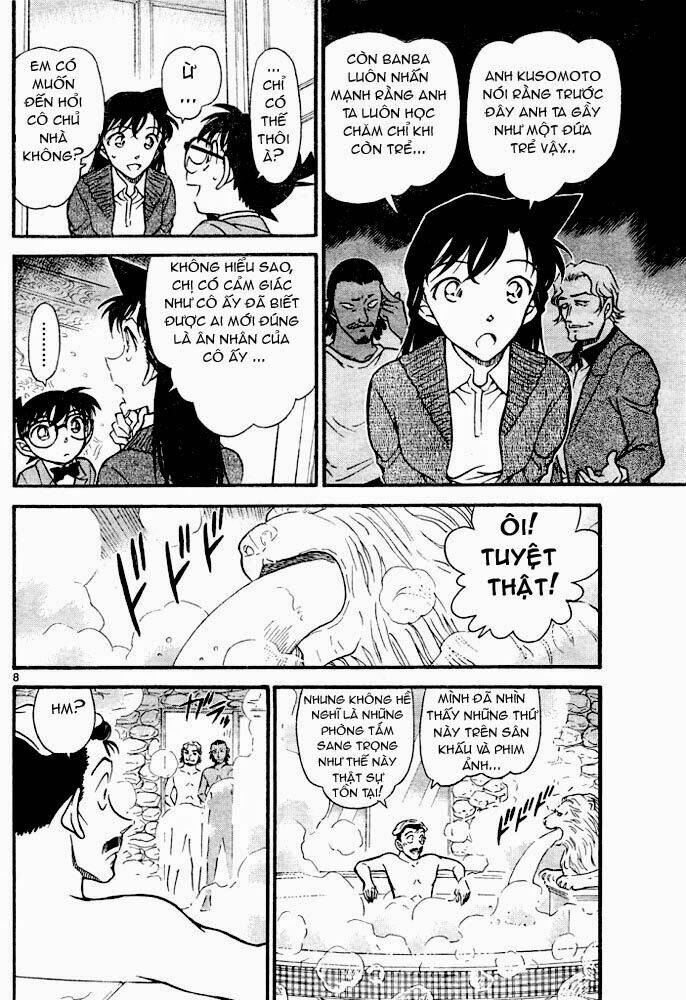 ANH KUSOMOTO
NÓI RẰNG TRƯỚC
ĐÂY ANH TA GẦY
NHƯ MỘT ĐỨA
TRẺ VẬY..
CÒN BANBA
LUÔN NHẤN
MẠNH RẰNG ANH
TA LUÔN HỌC
CHĂM CHỈ KHI
CÒN TRẺ...
...
CHỈ CÓ
THẾ
THÔI
À?
Ừ
...
EM CÓ
MUỐN
ĐẾN HỎI
CÔ CHỦ
NHÀ
KHÔNG?
KHÔNG HIỂU SAO,
CHỊ CÓ CẢM GIÁC
NHƯ CÔ ẤY ĐÃ BIẾT
ĐƯỢC AI MỚI ĐÚNG
LÀ ÂN NHÂN CỦA
CÔ ẤY ...
........
ÔI!
TUYỆT
THẬT!
ドドド
8
MÌNH ĐÃ NHÌN
THẤY NHỮNG THỨ
NÀY TRÊN SÂN
KHẤU VÀ PHIM
ẢNH...
NHƯNG KHÔNG HỀ
NGHĨ LÀ NHỮNG
PHÒNG TẮM
SANG TRỌNG
NHƯ THẾ NÀY
THẬT SỰ
TỒN TẠI!
ドドド
HM?